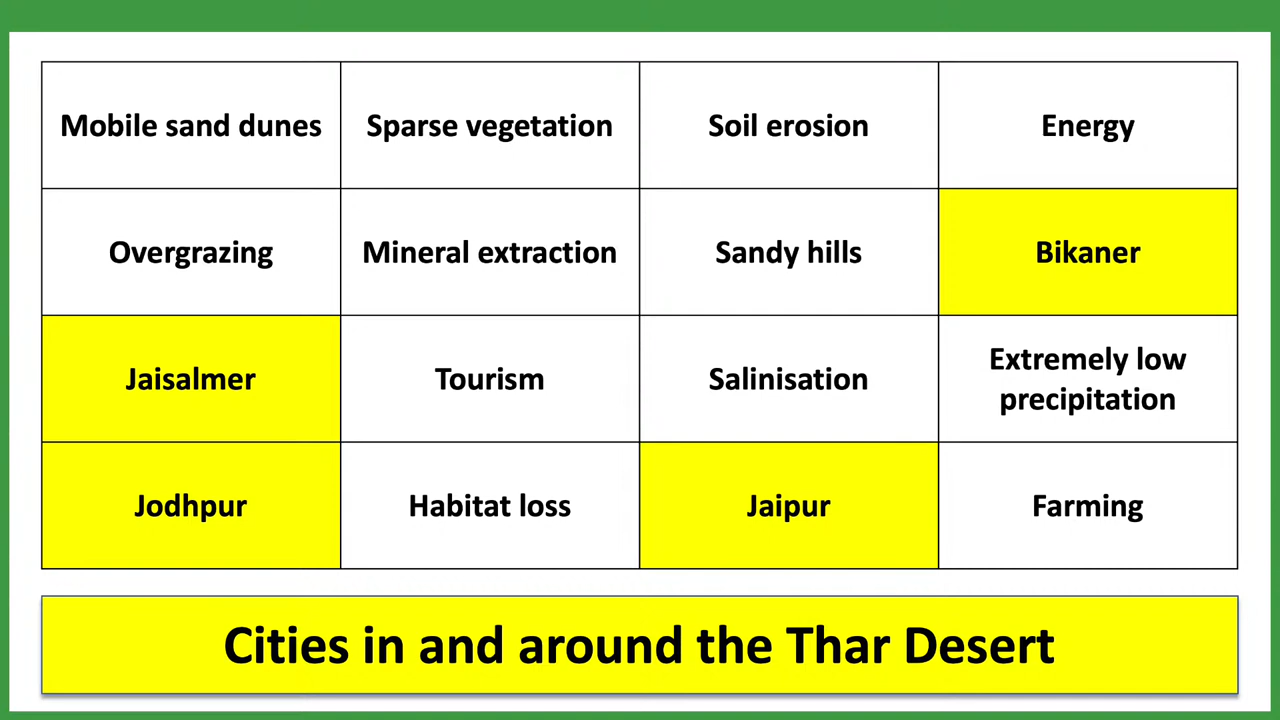 Mobile sand dunes
Sparse vegetation
Soil erosion
Energy
Overgrazing
Mineral extraction
Sandy hills
Bikaner
Jaisalmer
Tourism
Salinisation
Extremely low
precipitation
Jodhpur
Habitat loss
Jaipur
Farming
Cities in and around the Thar Desert